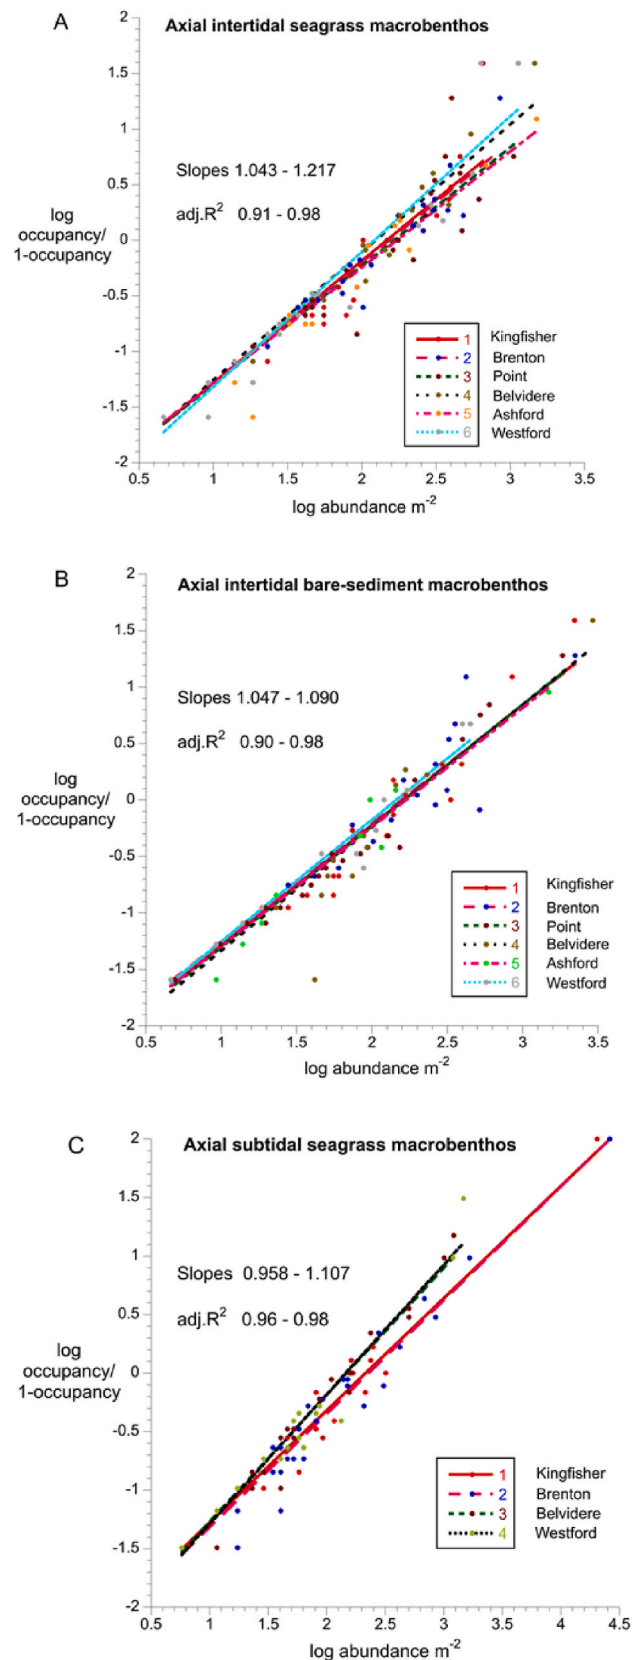 A
Axial intertidal seagrass macrobenthos
2
1.5
1
0.5
0
-0.5
-1
-1.5
-2
Slopes 1.043 - 1.217
adj.R² 0.91 - 0.98
log
occupancy/
1-occupancy
1 Kingfisher
2 Brenton
3 Point
4 Belvidere
5 Ashford
6 Westford
0.5 1 1.5 2 2.5 3 3.5
log abundance m⁻²
B
Axial intertidal bare-sediment macrobenthos
2
1.5
1
0.5
0
-0.5
-1
-1.5
-2
Slopes 1.047 - 1.090
adj.R² 0.90 - 0.98
log
occupancy/
1-occupancy
1 Kingfisher
2 Brenton
3 Point
4 Belvidere
5 Ashford
6 Westford
0.5 1 1.5 2 2.5 3 3.5
log abundance m⁻²
C
Axial subtidal seagrass macrobenthos
2
1.5
1
0.5
0
-0.5
-1
-1.5
-2
Slopes 0.958 - 1.107
adj.R² 0.96 - 0.98
log
occupancy/
1-occupancy
1 Kingfisher
2 Brenton
3 Belvidere
4 Westford
0.5 1 1.5 2 2.5 3 3.5 4 4.5
log abundance m⁻²